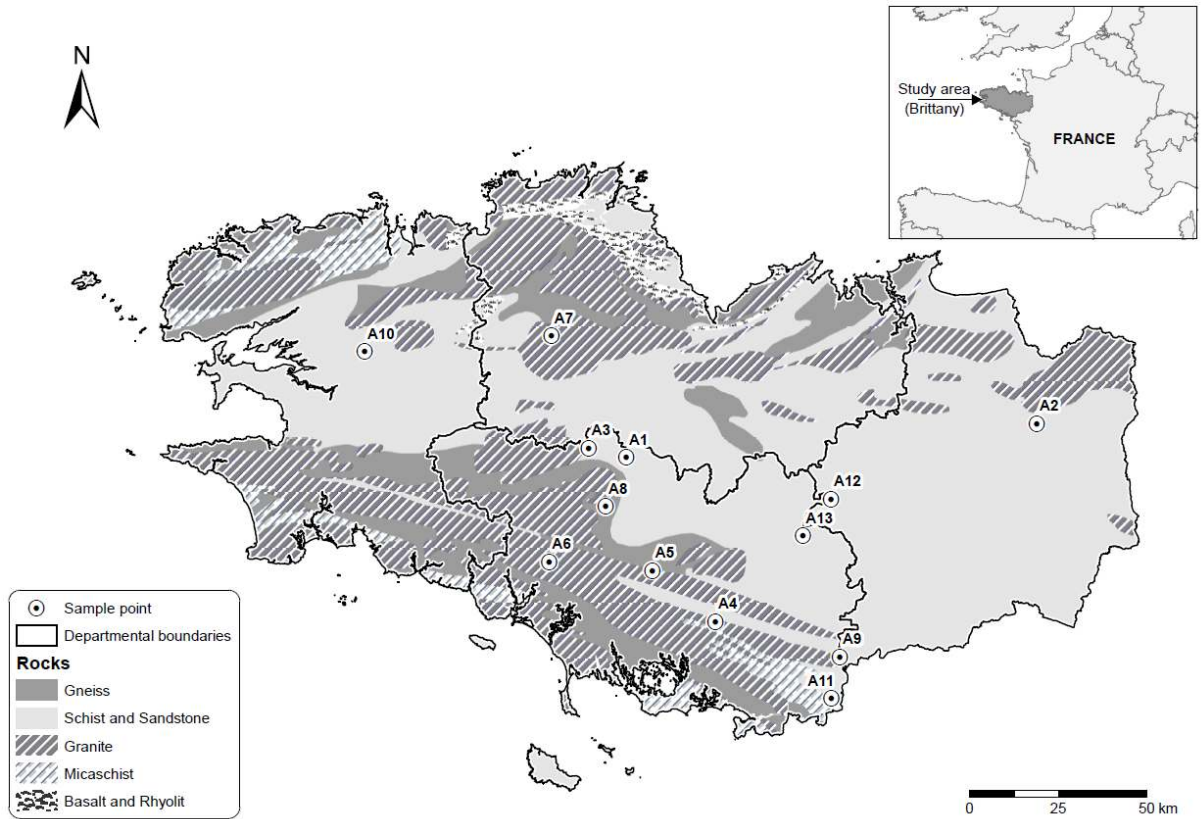 N
Study area
(Brittany)
FRANCE
A10
A7
A2
A3
A1
A8
A12
A13
A6
A5
A4
A9
A11
Sample point
Departmental boundaries
Rocks
Gneiss
Schist and Sandstone
Granite
Micaschist
Basalt and Rhyolit
0 25 50 km